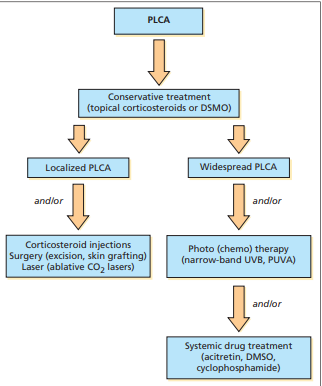 PLCA
Conservative treatment
(topical corticosteroids or DSMO)
Localized PLCA
Widespread PLCA
and/or
and/or
Corticosteroid injections
Surgery (excision, skin grafting)
Laser (ablative CO₂ lasers)
Photo (chemo) therapy
(narrow-band UVB, PUVA)
and/or
Systemic drug treatment
(acitretin, DMSO,
cyclophosphamide)